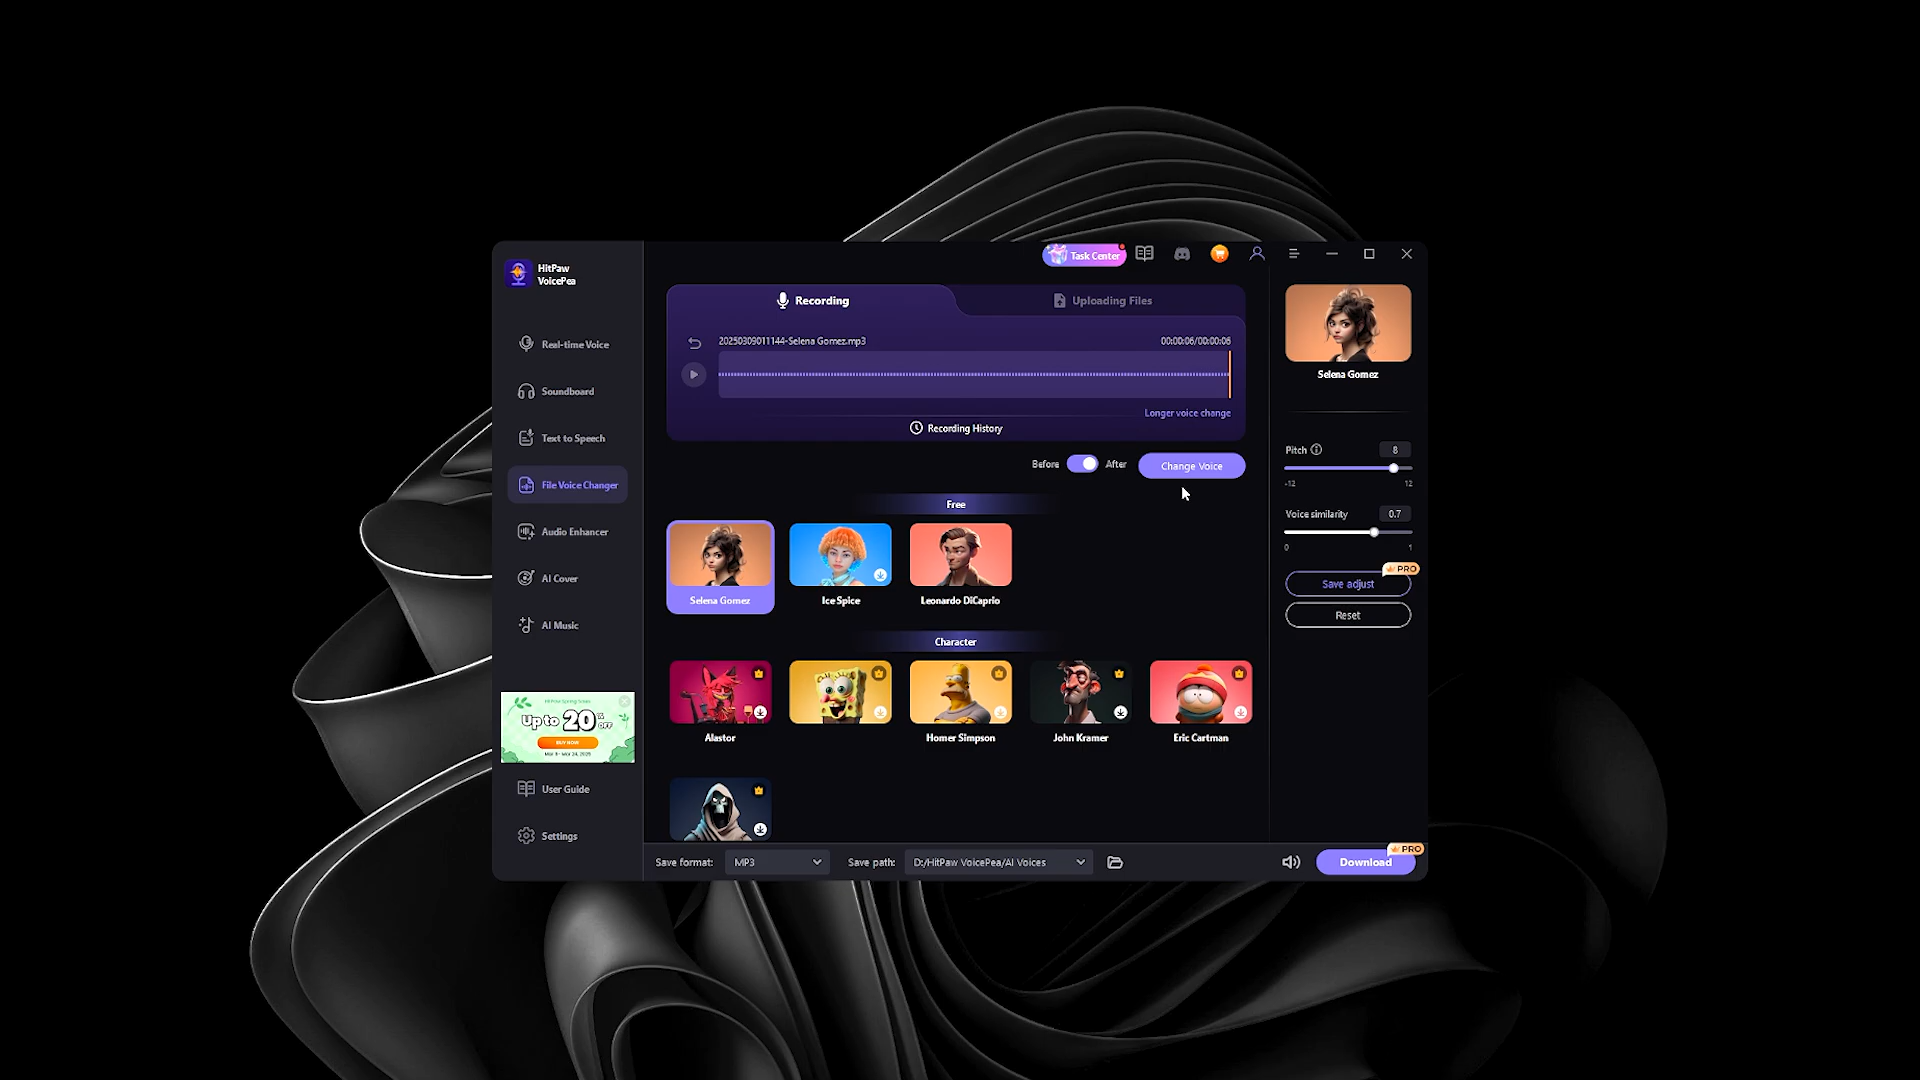 HitPaw
VoicePea
Task Center
Real-time Voice
Soundboard
Text to Speech
File Voice Changer
Audio Enhancer
AI Cover
AI Music
HitPaw Spring Sales
Up to 20% OFF
BUY NOW
User Guide
Settings
Recording
Uploading Files
20250309011144-Selena Gomez.mp3
00:00:06/00:00:06
Longer voice change
Recording History
Before
After
Change Voice
Free
Selena Gomez
Ice Spice
Leonardo DiCaprio
Character
Alastor
Homer Simpson
John Kramer
Eric Cartman
Selena Gomez
Pitch
8
-12
12
Voice similarity
0.7
0
1
PRO
Save adjust
Reset
Save format:
MP3
Save path:
D:/HitPaw VoicePea/AI Voices
PRO
Download